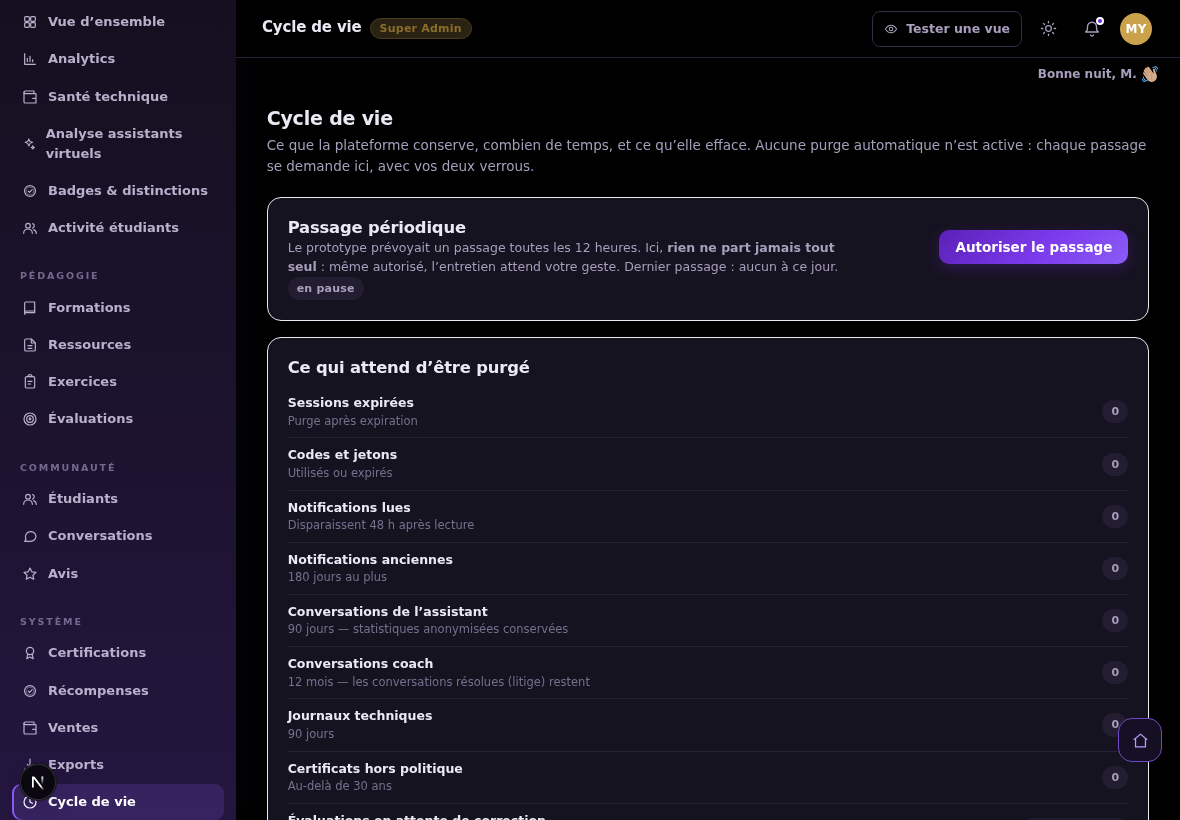 Vue d’ensemble
Analytics
Santé technique
Analyse assistants
virtuels
Badges & distinctions
Activité étudiants
PÉDAGOGIE
Formations
Ressources
Exercices
Évaluations
COMMUNAUTÉ
Étudiants
Conversations
Avis
SYSTÈME
Certifications
Récompenses
Ventes
Exports
N
Cycle de vie
Cycle de vie
Super Admin
Tester une vue
MY
Bonne nuit, M. 👋
Cycle de vie
Ce que la plateforme conserve, combien de temps, et ce qu’elle efface. Aucune purge automatique n’est active : chaque passage
se demande ici, avec vos deux verrous.
Passage périodique
Le prototype prévoyait un passage toutes les 12 heures. Ici, rien ne part jamais tout
seul : même autorisé, l’entretien attend votre geste. Dernier passage : aucun à ce jour.
en pause
Autoriser le passage
Ce qui attend d’être purgé
Sessions expirées
Purge après expiration
0
Codes et jetons
Utilisés ou expirés
0
Notifications lues
Disparaissent 48 h après lecture
0
Notifications anciennes
180 jours au plus
0
Conversations de l’assistant
90 jours — statistiques anonymisées conservées
0
Conversations coach
12 mois — les conversations résolues (litige) restent
0
Journaux techniques
90 jours
0
Certificats hors politique
Au-delà de 30 ans
0
Évaluations en attente de correction